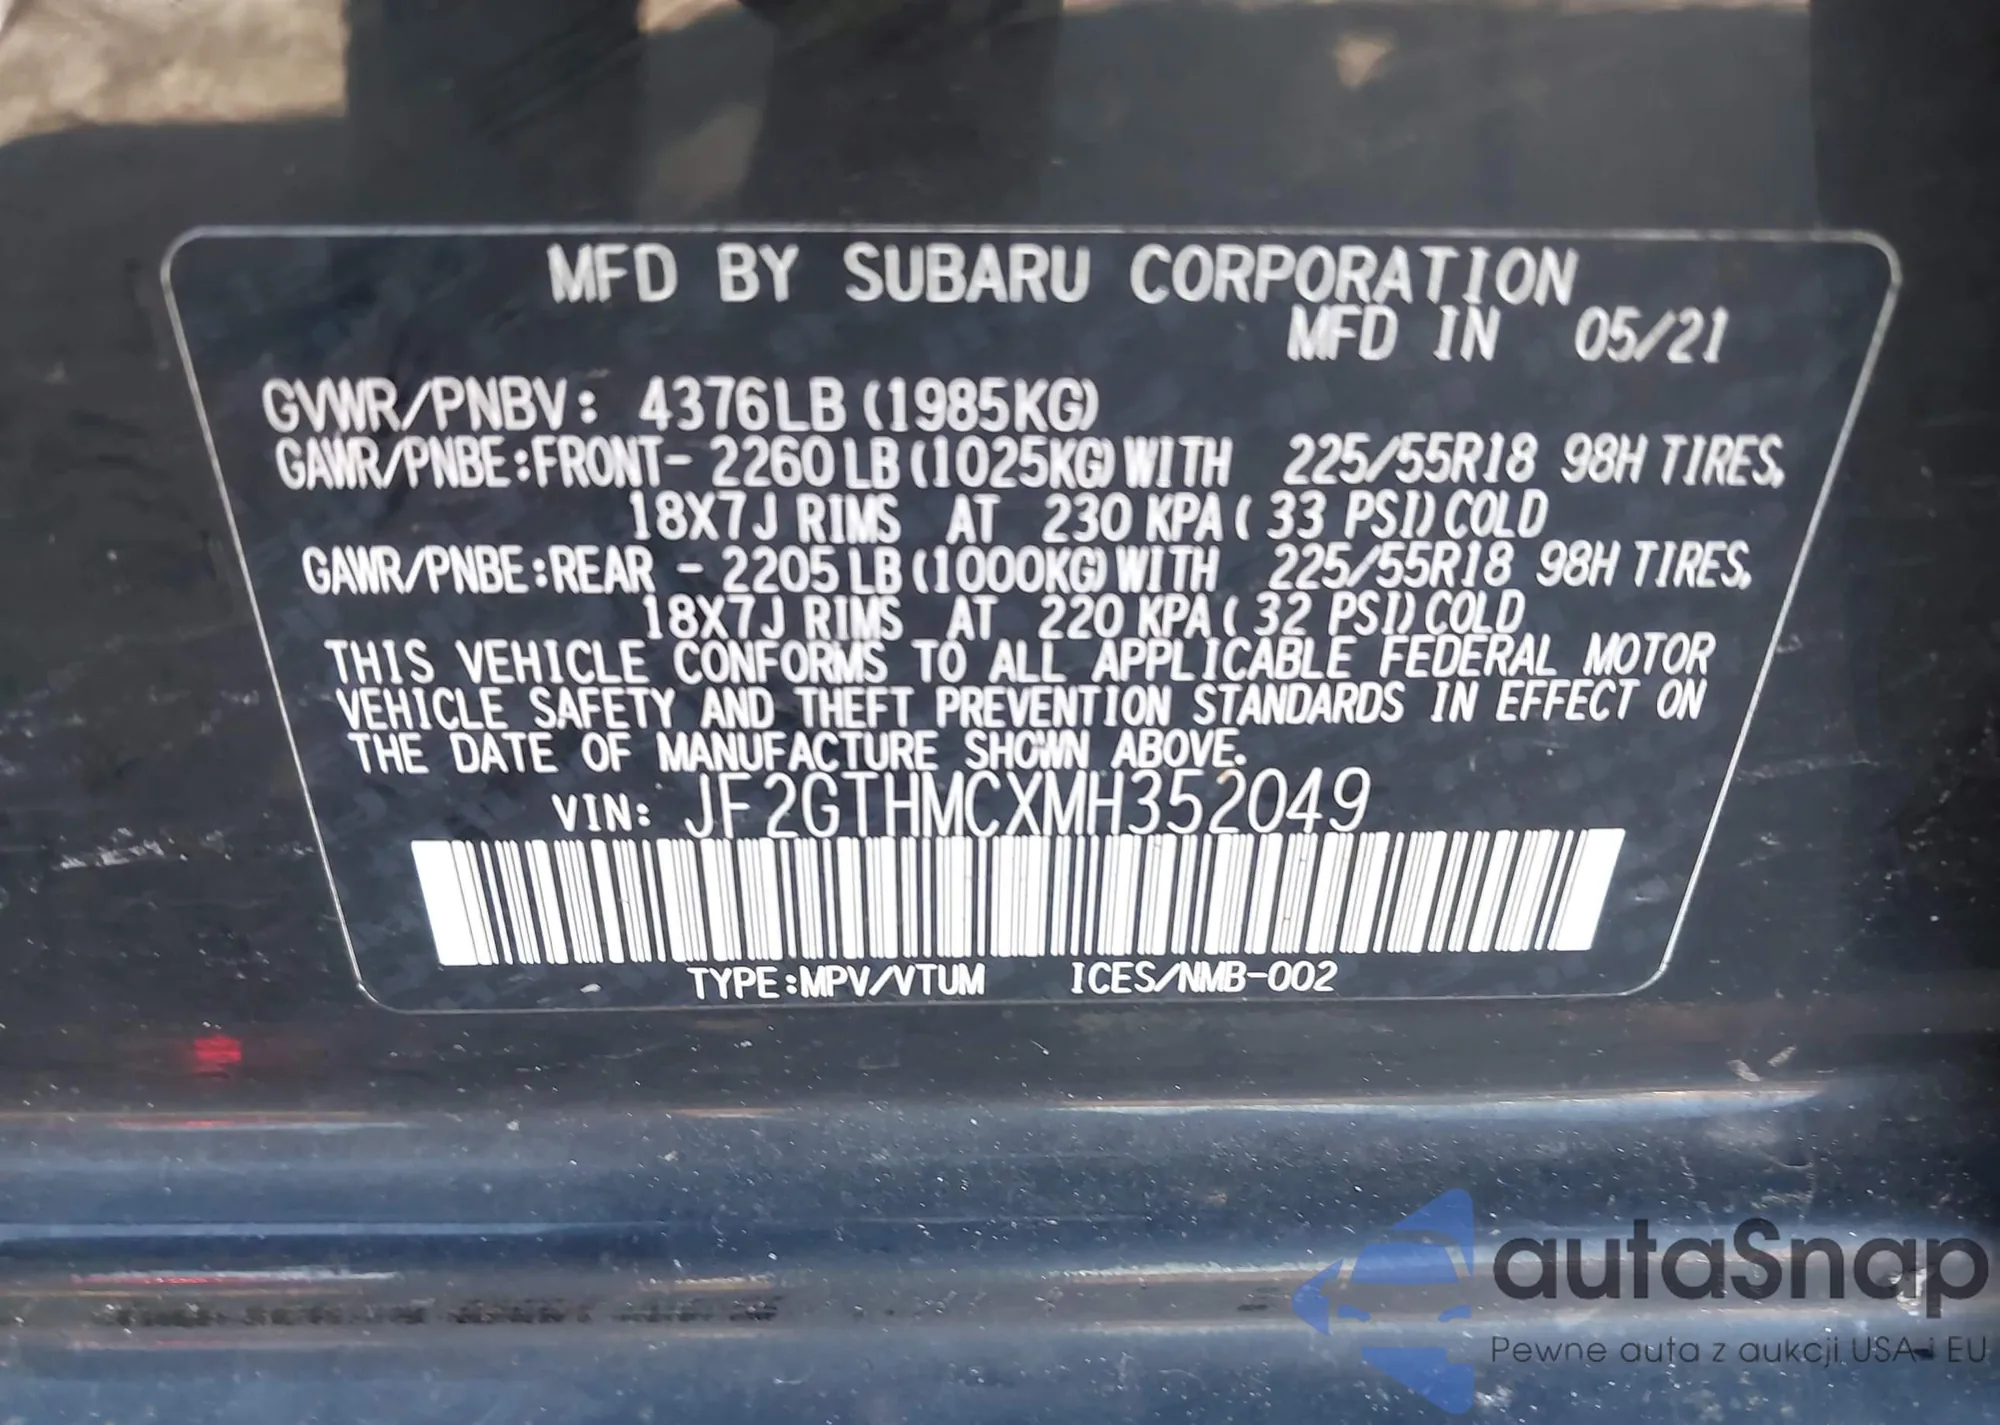 MFD BY SUBARU CORPORATION
MFD IN 05/21
GVWR/PNBV: 4376LB (1985KG)
GAWR/PNBE:FRONT- 2260 LB (1025KG) WITH 225/55R18 98H TIRES,
18X7J RIMS AT 230 KPA ( 33 PSI) COLD
GAWR/PNBE:REAR - 2205 LB (1000KG) WITH 225/55R18 98H TIRES,
18X7J RIMS AT 220 KPA ( 32 PSI) COLD
THIS VEHICLE CONFORMS TO ALL APPLICABLE FEDERAL MOTOR
VEHICLE SAFETY AND THEFT PREVENTION STANDARDS IN EFFECT ON
THE DATE OF MANUFACTURE SHOWN ABOVE.
VIN: JF2GTHMCXMH352049
TYPE:MPV/VTUM ICES/NMB-002
autaSnap
Pewne auta z aukcji USA i EU